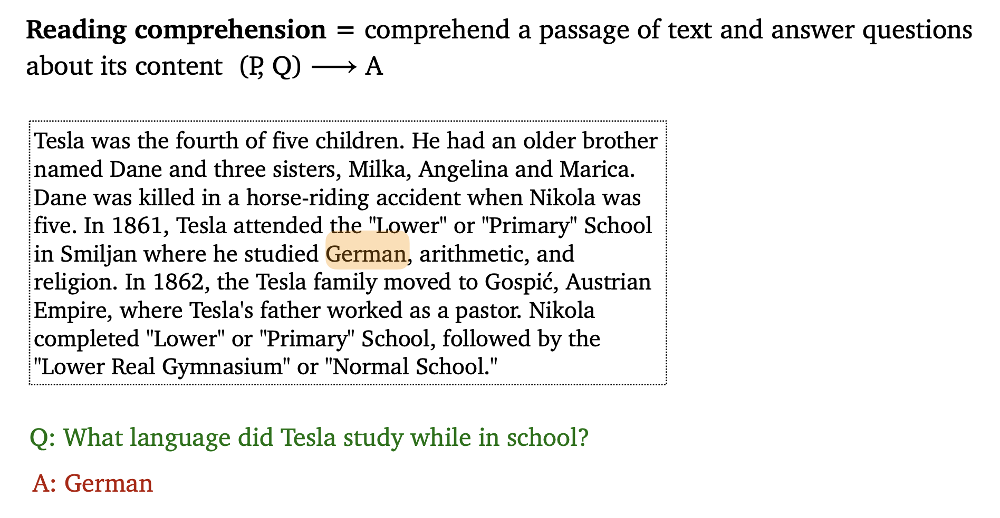 Reading comprehension = comprehend a passage of text and answer questions
about its content (P, Q) ⟶ A
Tesla was the fourth of five children. He had an older brother
named Dane and three sisters, Milka, Angelina and Marica.
Dane was killed in a horse-riding accident when Nikola was
five. In 1861, Tesla attended the "Lower" or "Primary" School
in Smiljan where he studied German, arithmetic, and
religion. In 1862, the Tesla family moved to Gospić, Austrian
Empire, where Tesla's father worked as a pastor. Nikola
completed "Lower" or "Primary" School, followed by the
"Lower Real Gymnasium" or "Normal School."
Q: What language did Tesla study while in school?
A: German